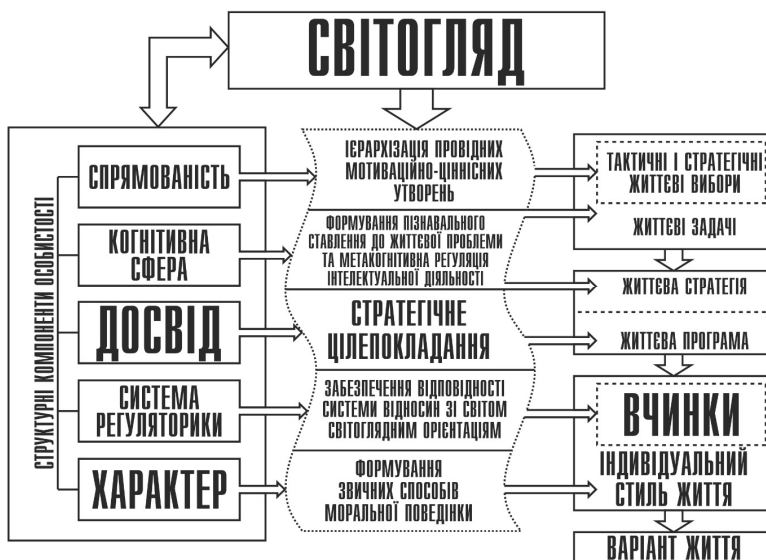 СВІТОГЛЯД
СТРУКТУРНІ КОМПОНЕНТИ ОСОБИСТОСТІ
СПРЯМОВАНІСТЬ
КОГНІТИВНА
СФЕРА
ДОСВІД
СИСТЕМА
РЕГУЛЯТОРИКИ
ХАРАКТЕР
ІЄРАРХІЗАЦІЯ ПРОВІДНИХ
МОТИВАЦІЙНО-ЦІННІСНИХ
УТВОРЕНЬ
ФОРМУВАННЯ ПІЗНАВАЛЬНОГО
СТАВЛЕННЯ ДО ЖИТТЄВОЇ ПРОБЛЕМИ
ТА МЕТАКОГНІТИВНА РЕГУЛЯЦІЯ
ІНТЕЛЕКТУАЛЬНОЇ ДІЯЛЬНОСТІ
СТРАТЕГІЧНЕ
ЦІЛЕПОКЛАДАННЯ
ЗАБЕЗПЕЧЕННЯ ВІДПОВІДНОСТІ
СИСТЕМИ ВІДНОСИН ЗІ СВІТОМ
СВІТОГЛЯДНИМ ОРІЄНТАЦІЯМ
ФОРМУВАННЯ
ЗВИЧНИХ СПОСОБІВ
МОРАЛЬНОЇ ПОВЕДІНКИ
ТАКТИЧНІ І СТРАТЕГІЧНІ
ЖИТТЄВІ ВИБОРИ
ЖИТТЄВІ ЗАДАЧІ
ЖИТТЄВА СТРАТЕГІЯ
ЖИТТЄВА ПРОГРАМА
ВЧИНКИ
ІНДИВІДУАЛЬНИЙ
СТИЛЬ ЖИТТЯ
ВАРІАНТ ЖИТТЯ